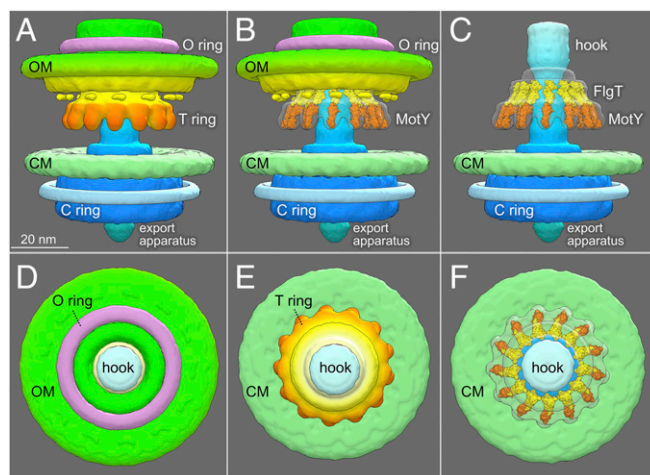 A
O ring
OM
T ring
CM
C ring
export
apparatus
20 nm
B
O ring
OM
MotY
CM
C ring
export
apparatus
C
hook
FlgT
MotY
CM
C ring
export
apparatus
D
O ring
hook
OM
E
T ring
hook
CM
F
hook
CM